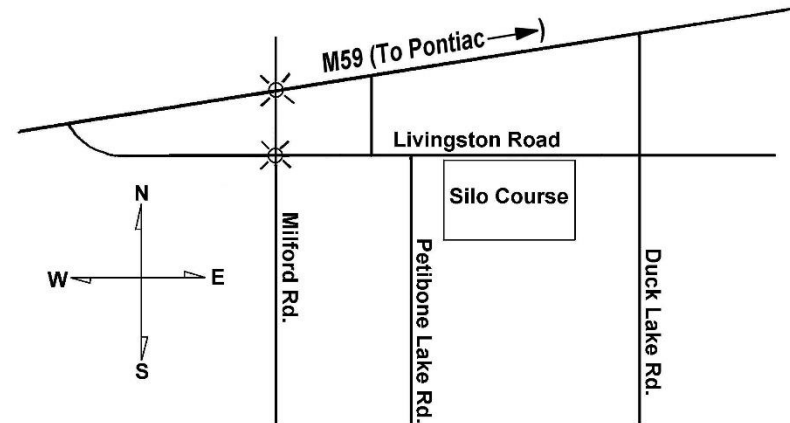 M59 (To Pontiac )
Livingston Road
Silo Course
N
W
E
S
Milford Rd.
Petibone Lake Rd.
Duck Lake Rd.